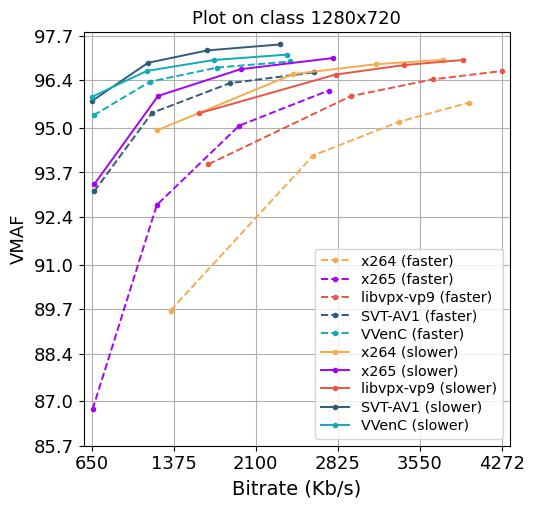 Plot on class 1280x720
97.7
96.4
95.0
93.7
92.4
91.0
89.7
88.4
87.0
85.7
VMAF
x264 (faster)
x265 (faster)
libvpx-vp9 (faster)
SVT-AV1 (faster)
VVenC (faster)
x264 (slower)
x265 (slower)
libvpx-vp9 (slower)
SVT-AV1 (slower)
VVenC (slower)
650 1375 2100 2825 3550 4272
Bitrate (Kb/s)